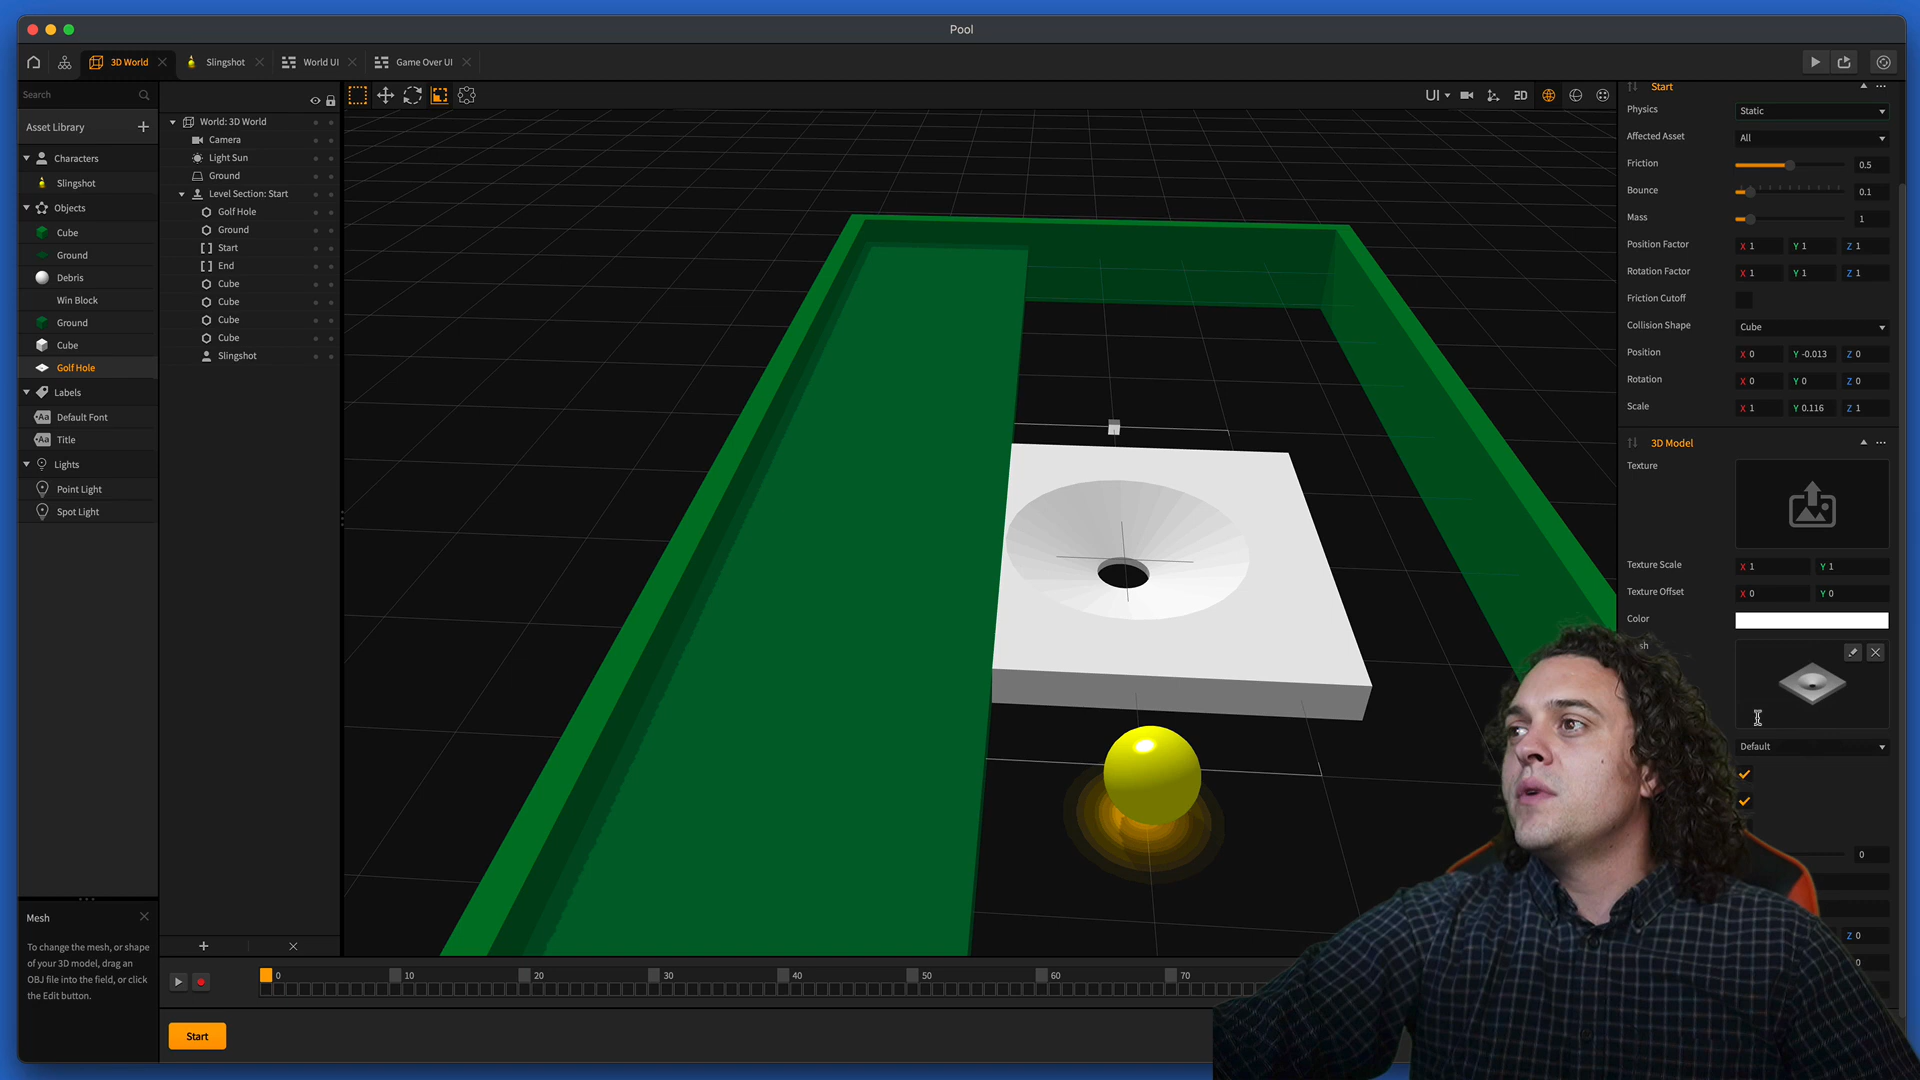 Pool
3D World
Slingshot
World UI
Game Over UI
Search
Asset Library
Characters
Slingshot
Objects
Cube
Ground
Debris
Win Block
Ground
Cube
Golf Hole
Labels
Aa Default Font
Aa Title
Lights
Point Light
Spot Light
World: 3D World
Camera
Light Sun
Ground
Level Section: Start
Golf Hole
Ground
Start
End
Cube
Cube
Cube
Cube
Slingshot
UI
2D
Start
Physics Static
Affected Asset All
Friction 0.5
Bounce 0.1
Mass 1
Position Factor X 1 Y 1 Z 1
Rotation Factor X 1 Y 1 Z 1
Friction Cutoff
Collision Shape Cube
Position X 0 Y -0.013 Z 0
Rotation X 0 Y 0 Z 0
Scale X 1 Y 0.116 Z 1
3D Model
Texture
Texture Scale X 1 Y 1
Texture Offset X 0 Y 0
Color
Default
0
Z 0
0
Mesh
To change the mesh, or shape
of your 3D model, drag an
OBJ file into the field, or click
the Edit button.
0 10 20 30 40 50 60 70
Start